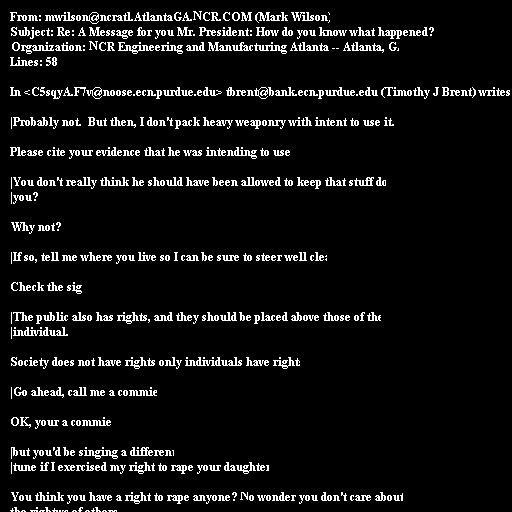 From: mwilson@ncratl.AtlantaGA.NCR.COM (Mark Wilson)
Subject: Re: A Message for you Mr. President: How do you know what happened?
Organization: NCR Engineering and Manufacturing Atlanta -- Atlanta, G.
Lines: 58
In <C5sqyA.F7v@noose.ecn.purdue.edu> tbrent@bank.ecn.purdue.edu (Timothy J Brent) writes
|Probably not. But then, I don't pack heavy weaponry with intent to use it.
Please cite your evidence that he was intending to use
|You don't really think he should have been allowed to keep that stuff do
|you?
Why not?
|If so, tell me where you live so I can be sure to steer well clea
Check the sig
|The public also has rights, and they should be placed above those of the
|individual.
Society does not have rights only individuals have rights
|Go ahead, call me a commie
OK, your a commie
|but you'd be singing a different
|tune if I exercised my right to rape your daughter
You think you have a right to rape anyone? No wonder you don't care about
the rightws of others